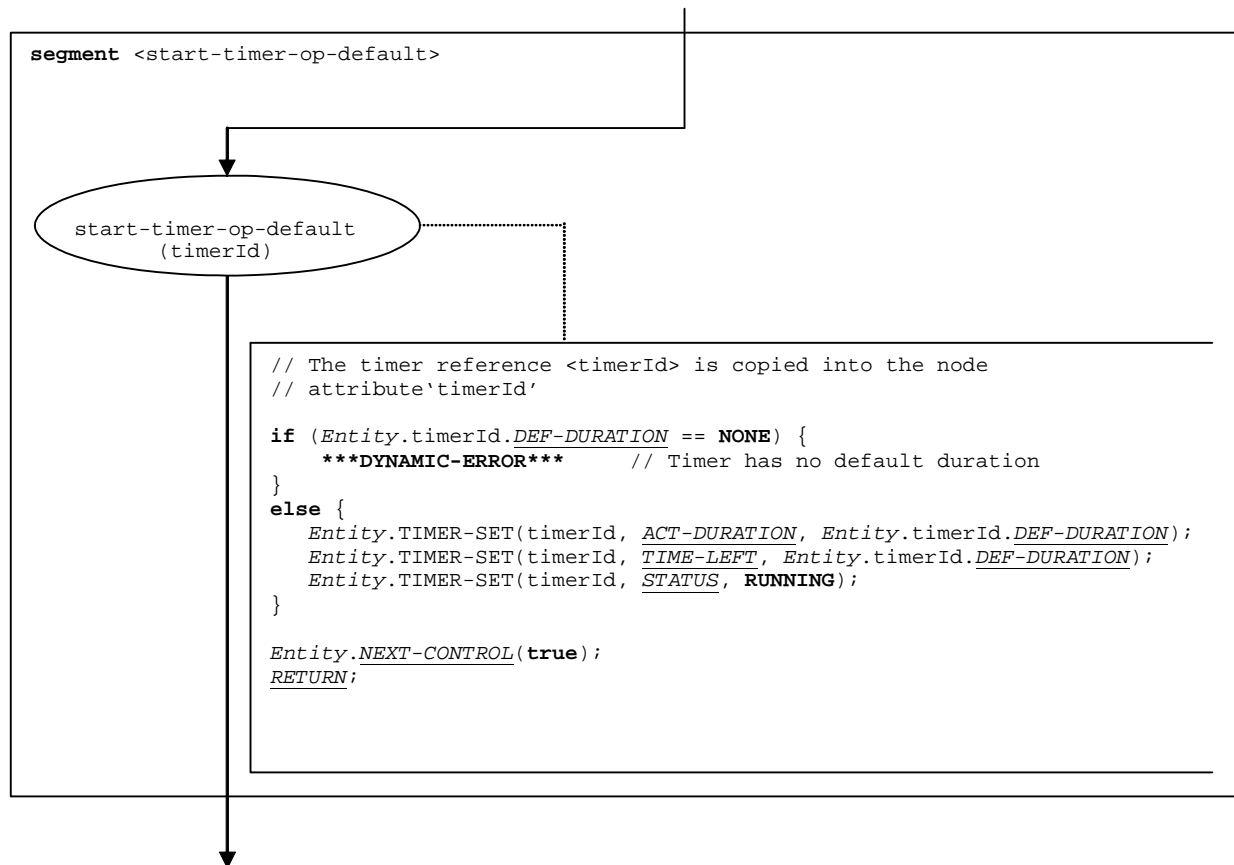 segment <start-timer-op-default>
start-timer-op-default
(timerId)
// The timer reference <timerId> is copied into the node
// attribute‘timerId’
if (Entity.timerId.DEF-DURATION == NONE) {
***DYNAMIC-ERROR*** // Timer has no default duration
}
else {
Entity.TIMER-SET(timerId, ACT-DURATION, Entity.timerId.DEF-DURATION);
Entity.TIMER-SET(timerId, TIME-LEFT, Entity.timerId.DEF-DURATION);
Entity.TIMER-SET(timerId, STATUS, RUNNING);
}
Entity.NEXT-CONTROL(true);
RETURN;